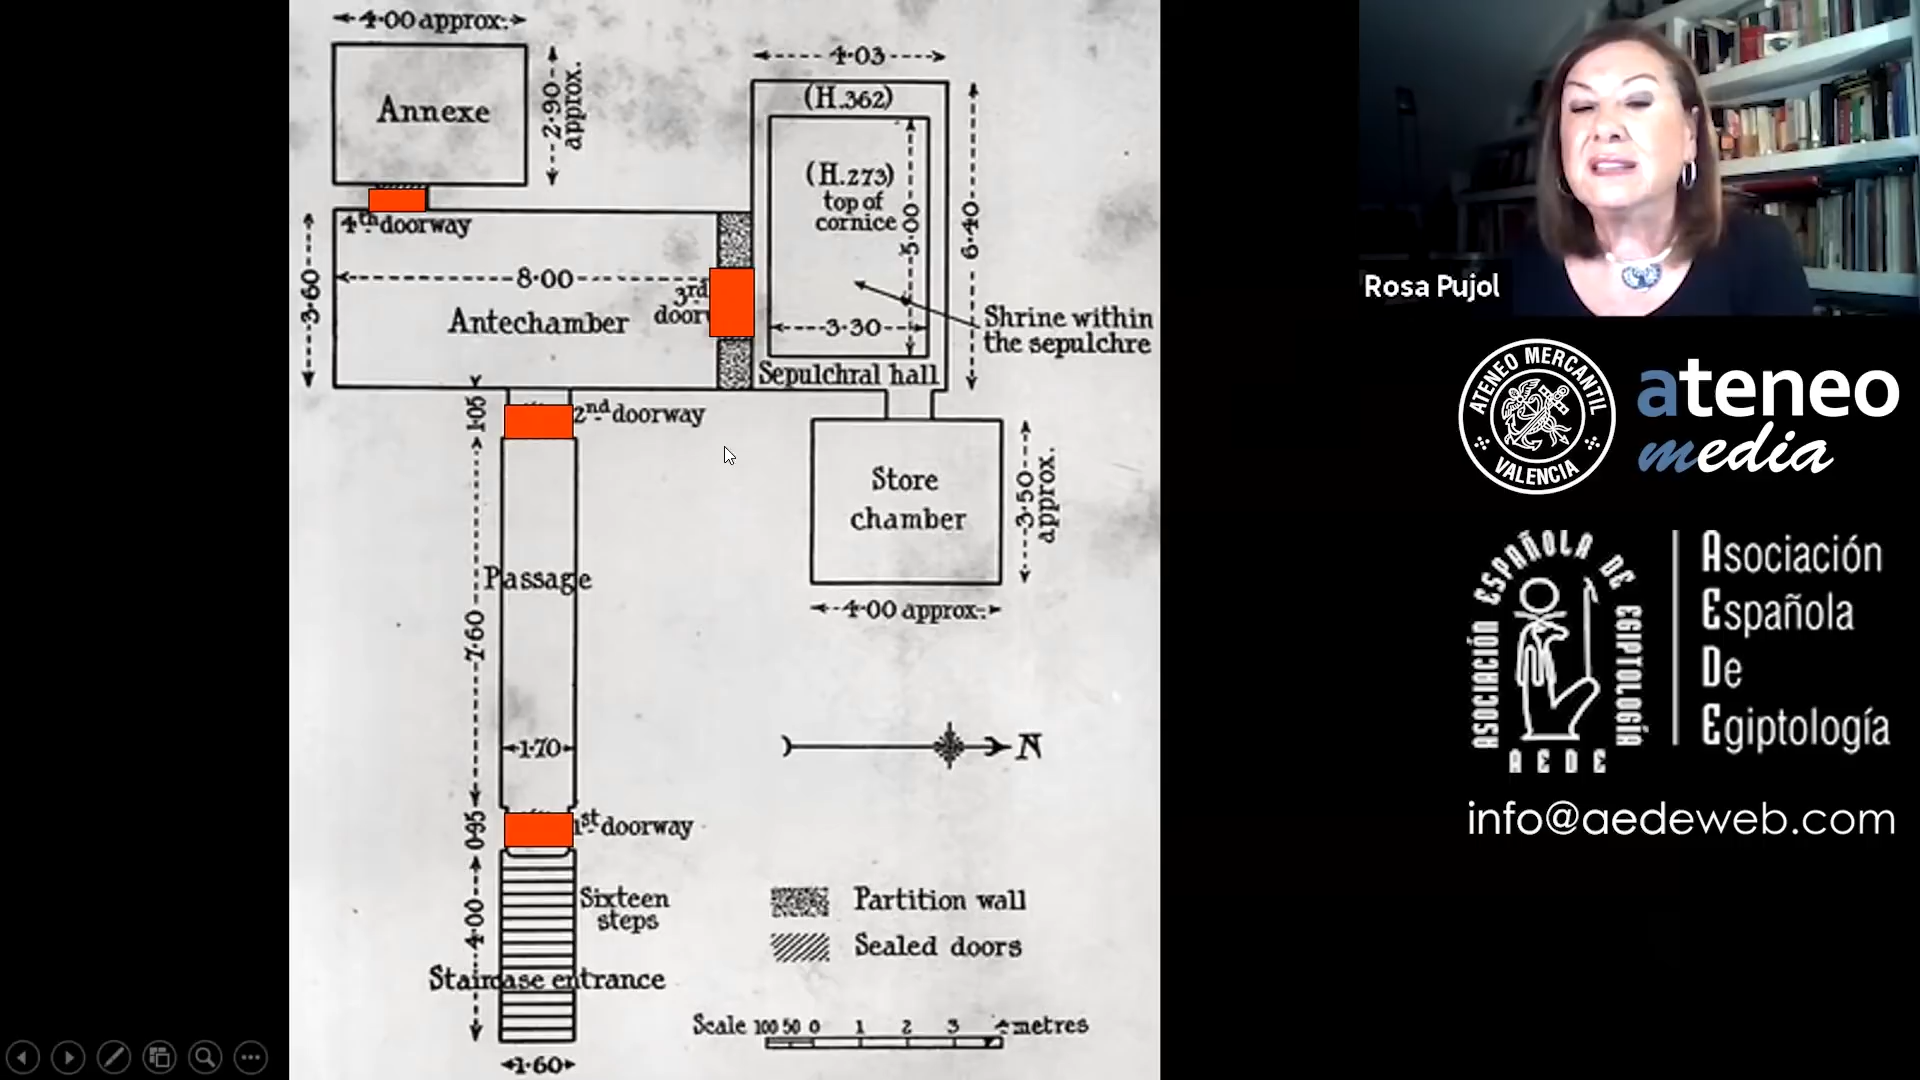 4·00 approx:
Annexe
2·90
approx.
4th doorway
3·60
8·00
Antechamber
3rd
door
4·03
(H.362)
(H.273)
top of
cornice
5·00
6·40
3·30
Shrine within
the sepulchre
Sepulchral hall
1·05
2nd doorway
Store
chamber
3·50
approx.
4·00 approx:
Passage
7·60
1·70
N
0·95
1st doorway
4·00
Sixteen
steps
Staircase entrance
1·60
Partition wall
Sealed doors
Scale 100 50 0 1 2 3 4 metres
Rosa Pujol
ATENEO MERCANTIL
VALENCIA
ateneo
media
ASOCIACIÓN ESPAÑOLA DE EGIPTOLOGÍA
AEDE
Asociación
Española
De
Egiptología
info@aedeweb.com